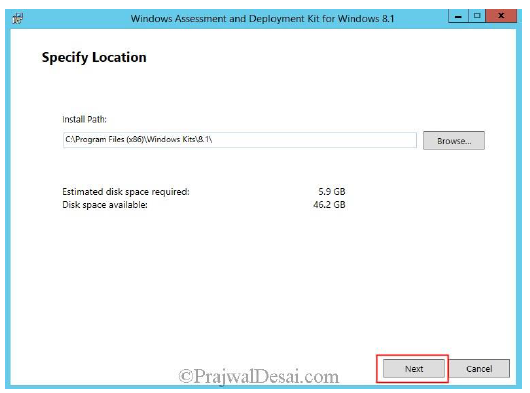 Windows Assessment and Deployment Kit for Windows 8.1
Specify Location
Install Path:
C:\Program Files (x86)\Windows Kits\8.1\
Browse...
Estimated disk space required: 5.9 GB
Disk space available: 46.2 GB
Next
Cancel
©PrajwalDesai.com